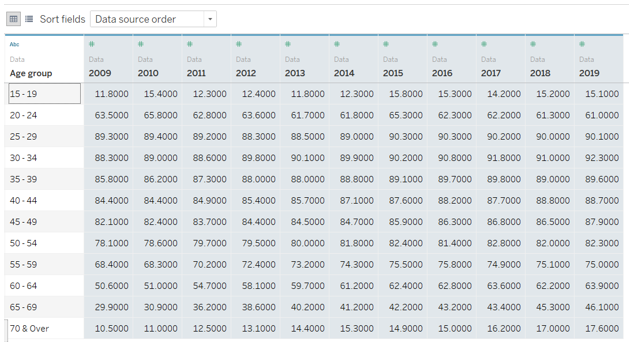 Sort fields Data source order
Abc # # # # # # # # # # #
Data Data Data Data Data Data Data Data Data Data Data Data
Age group 2009 2010 2011 2012 2013 2014 2015 2016 2017 2018 2019
15 - 19 11.8000 15.4000 12.3000 12.4000 11.8000 12.3000 15.8000 15.3000 14.2000 15.2000 15.1000
20 - 24 63.5000 65.8000 62.8000 63.6000 61.7000 61.8000 65.3000 62.3000 62.2000 61.3000 61.0000
25 - 29 89.3000 89.4000 89.2000 88.3000 88.5000 89.0000 90.3000 90.3000 90.2000 90.0000 90.1000
30 - 34 88.3000 89.0000 88.6000 89.8000 90.1000 89.9000 90.2000 90.8000 91.8000 91.0000 92.3000
35 - 39 85.8000 86.2000 87.3000 88.0000 88.0000 88.8000 89.1000 89.7000 89.8000 89.0000 89.6000
40 - 44 84.4000 84.4000 84.9000 85.4000 85.7000 87.1000 87.6000 88.2000 87.7000 88.8000 88.7000
45 - 49 82.1000 82.4000 83.7000 84.4000 84.5000 84.7000 85.9000 86.3000 86.8000 86.5000 87.9000
50 - 54 78.1000 78.6000 79.7000 79.5000 80.0000 81.8000 82.4000 81.4000 82.8000 82.0000 82.3000
55 - 59 68.4000 68.3000 70.2000 72.4000 73.2000 74.3000 75.5000 75.8000 74.9000 75.1000 75.0000
60 - 64 50.6000 51.0000 54.7000 58.1000 59.7000 61.2000 62.4000 62.8000 63.6000 62.2000 63.9000
65 - 69 29.9000 30.9000 36.2000 38.6000 40.2000 41.2000 42.2000 43.2000 43.4000 45.3000 46.1000
70 & Over 10.5000 11.0000 12.5000 13.1000 14.4000 15.3000 14.9000 15.0000 16.2000 17.0000 17.6000